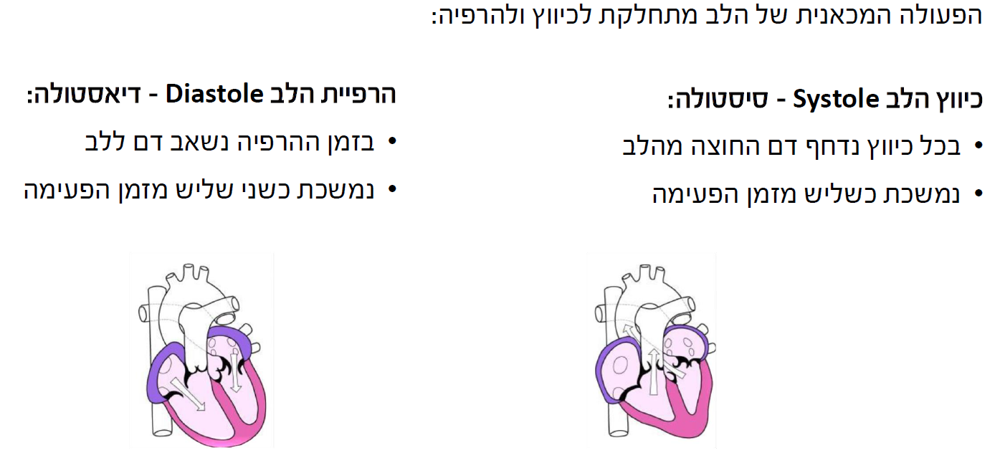 הפעולה המכאנית של הלב מתחלקת לכיווץ ולהרפיה:
כיווץ הלב Systole - סיסטולה:
• בכל כיווץ נדחף דם החוצה מהלב
• נמשכת כשליש מזמן הפעימה
הרפיית הלב Diastole - דיאסטולה:
• בזמן ההרפיה נשאב דם ללב
• נמשכת כשני שליש מזמן הפעימה